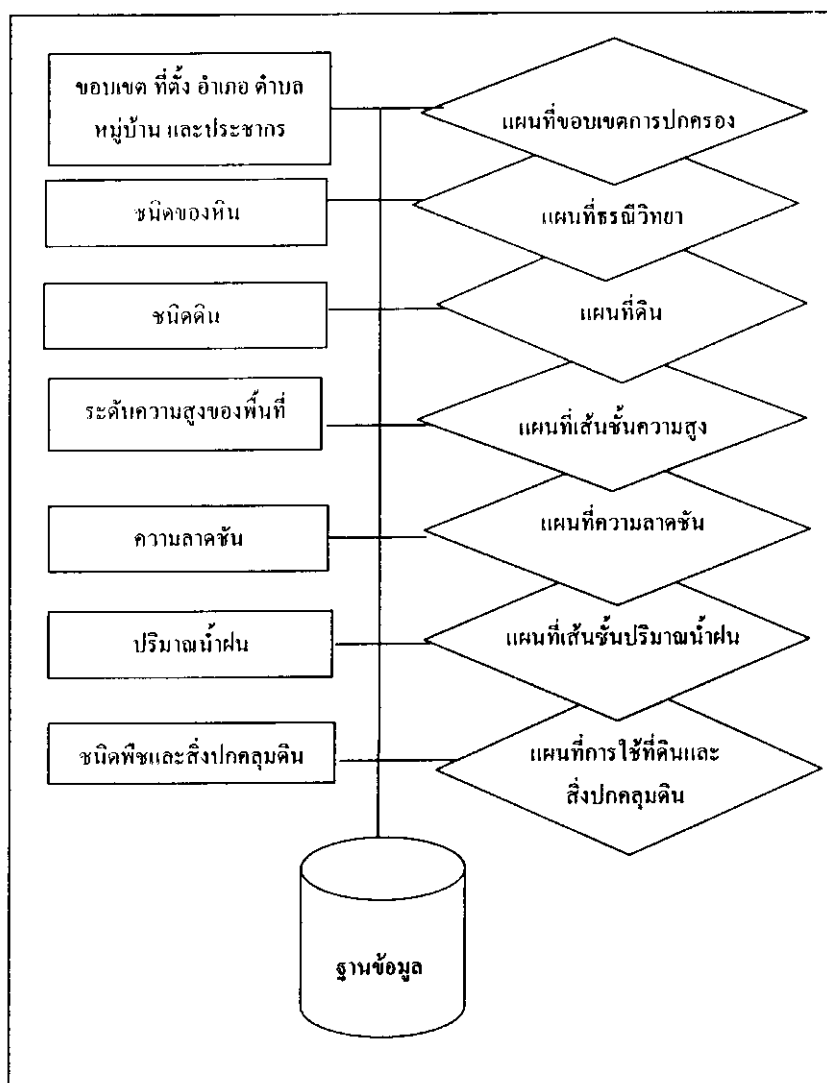 ขอบเขต ที่ตั้ง อำเภอ ตำบล
หมู่บ้าน และประชากร
แผนที่ขอบเขตการปกครอง
ชนิดของหิน
แผนที่ธรณีวิทยา
ชนิดดิน
แผนที่ดิน
ระดับความสูงของพื้นที่
แผนที่เส้นชั้นความสูง
ความลาดชัน
แผนที่ความลาดชัน
ปริมาณน้ำฝน
แผนที่เส้นชั้นปริมาณน้ำฝน
ชนิดพืชและสิ่งปกคลุมดิน
แผนที่การใช้ที่ดินและ
สิ่งปกคลุมดิน
ฐานข้อมูล